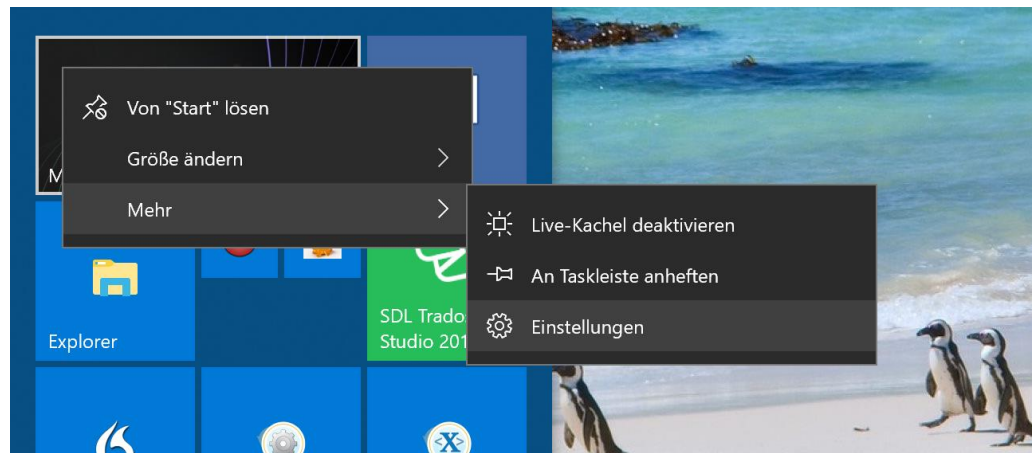 Von "Start" lösen
Größe ändern
M
Mehr
Live-Kachel deaktivieren
An Taskleiste anheften
SDL Trado
Studio 201
Einstellungen
Explorer
<X>